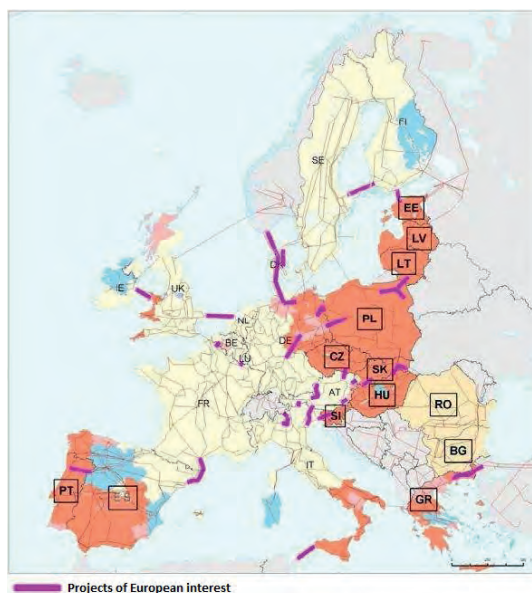 FI
SE
EE
LV
LT
IE
UK
NL
PL
BE
DE
LU
CZ
SK
FR
AT
HU
SI
RO
IT
BG
PT
GR
Projects of European interest